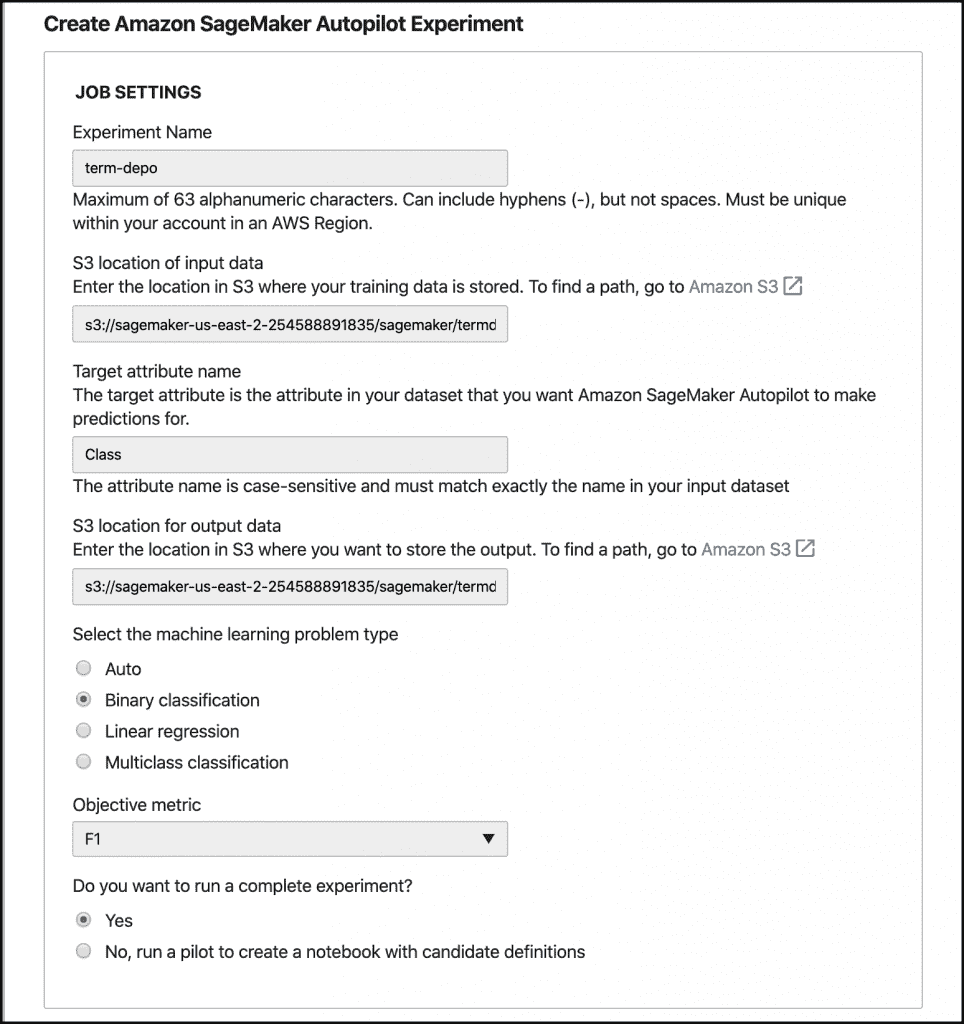 Create Amazon SageMaker Autopilot Experiment
JOB SETTINGS
Experiment Name
term-depo
Maximum of 63 alphanumeric characters. Can include hyphens (-), but not spaces. Must be unique
within your account in an AWS Region.
S3 location of input data
Enter the location in S3 where your training data is stored. To find a path, go to Amazon S3
s3://sagemaker-us-east-2-254588891835/sagemaker/termd
Target attribute name
The target attribute is the attribute in your dataset that you want Amazon SageMaker Autopilot to make
predictions for.
Class
The attribute name is case-sensitive and must match exactly the name in your input dataset
S3 location for output data
Enter the location in S3 where you want to store the output. To find a path, go to Amazon S3
s3://sagemaker-us-east-2-254588891835/sagemaker/termd
Select the machine learning problem type
Auto
Binary classification
Linear regression
Multiclass classification
Objective metric
F1
Do you want to run a complete experiment?
Yes
No, run a pilot to create a notebook with candidate definitions